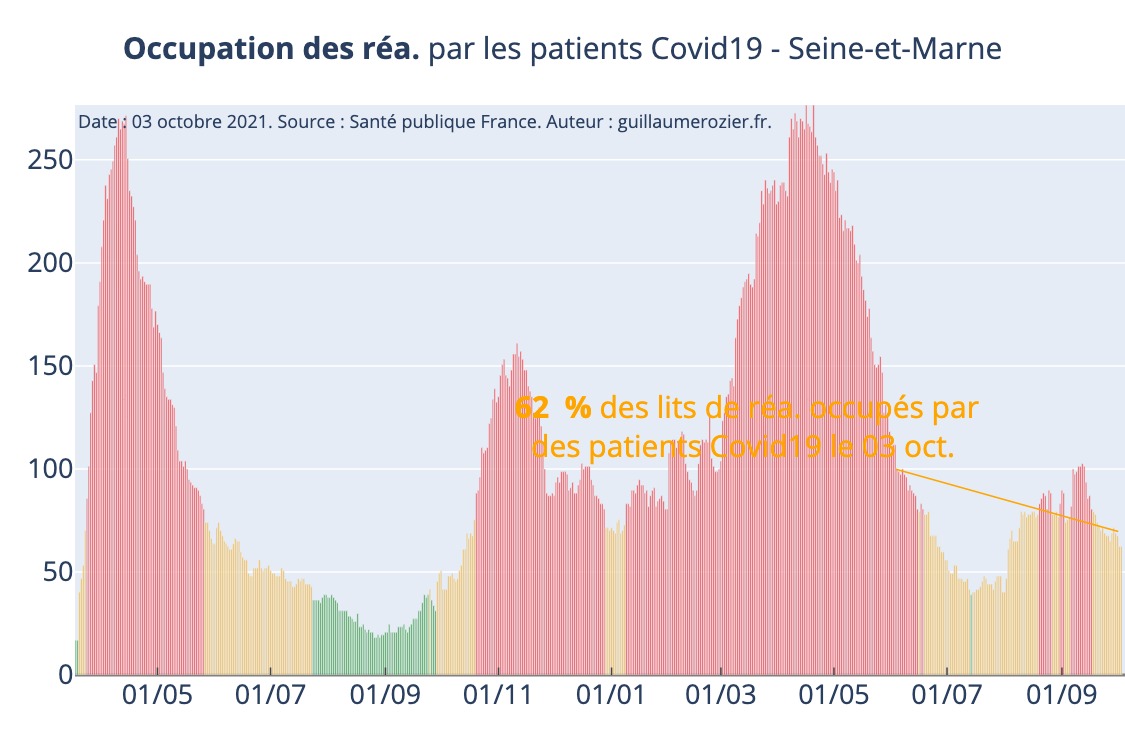 Occupation des réa. par les patients Covid19 - Seine-et-Marne
Date : 03 octobre 2021. Source : Santé publique France. Auteur : guillaumerozier.fr.
250
200
150
62 % des lits de réa. occupés par
des patients Covid19 le 03 oct.
100
50
0
01/05 01/07 01/09 01/11 01/01 01/03 01/05 01/07 01/09